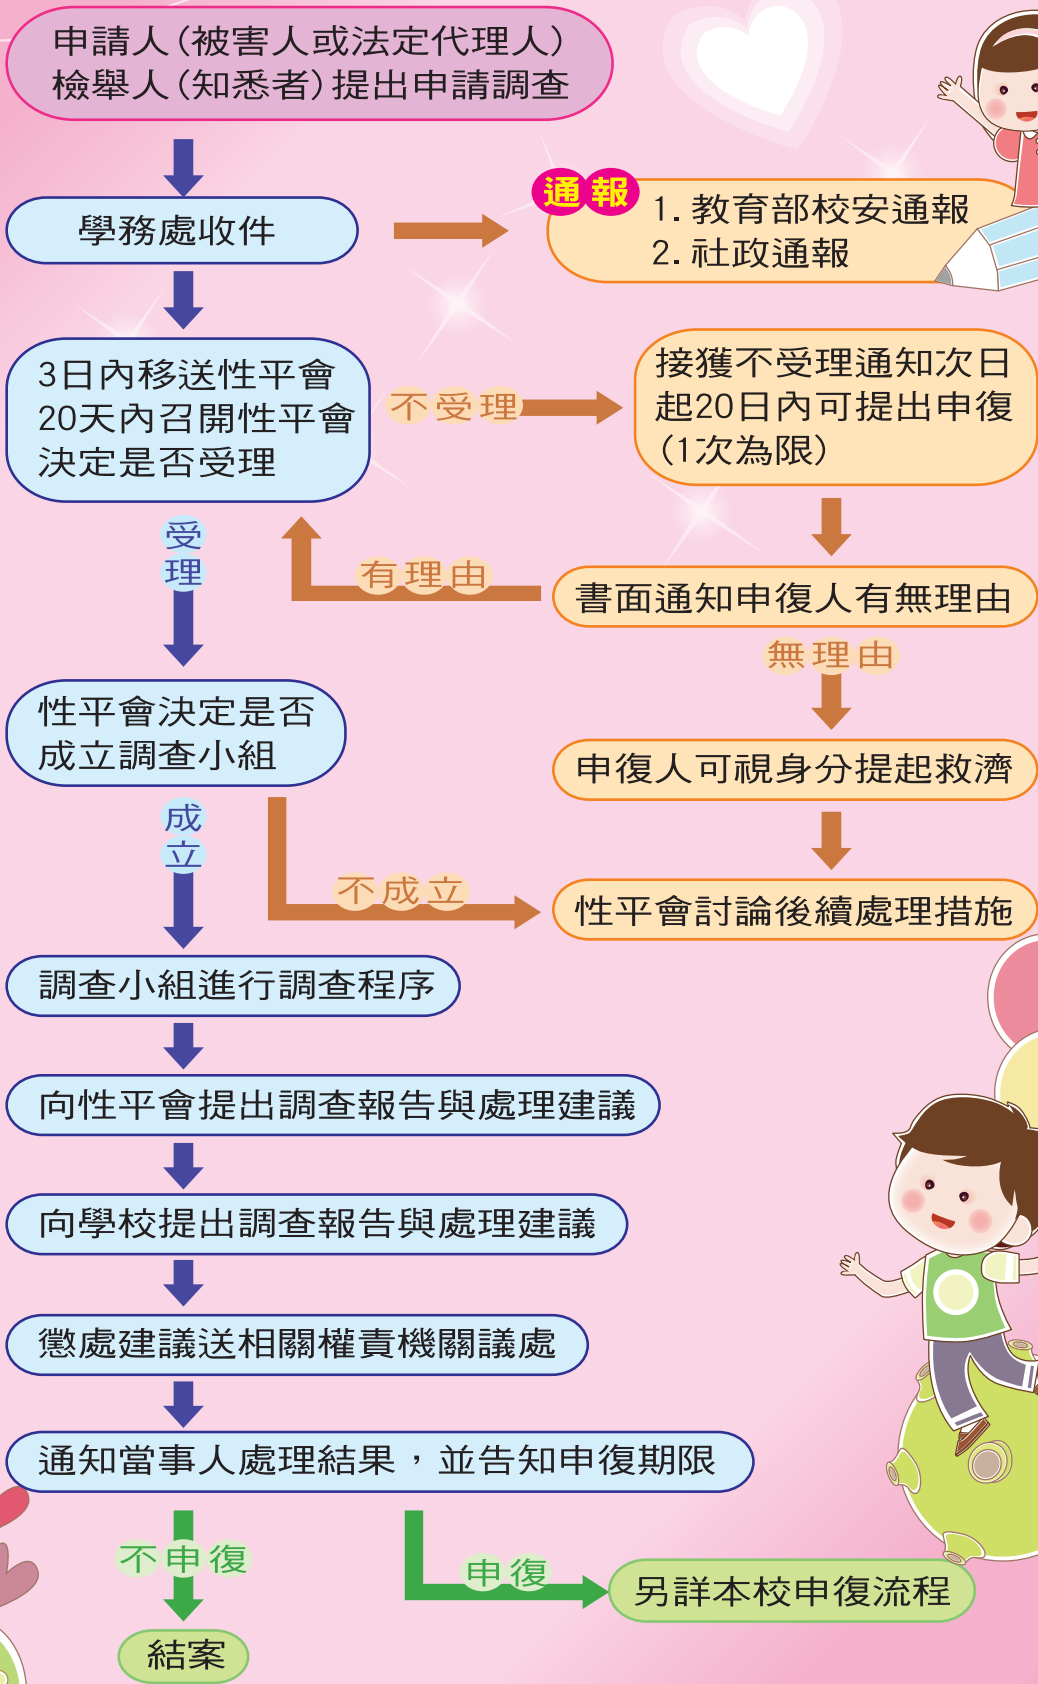 申請人(被害人或法定代理人)
檢舉人(知悉者)提出申請調查
學務處收件
通報
1. 教育部校安通報
2. 社政通報
3日內移送性平會
20天內召開性平會
決定是否受理
不受理
接獲不受理通知次日
起20日內可提出申復
(1次為限)
受理
有理由
書面通知申復人有無理由
無理由
性平會決定是否
成立調查小組
申復人可視身分提起救濟
成立
不成立
性平會討論後續處理措施
調查小組進行調查程序
向性平會提出調查報告與處理建議
向學校提出調查報告與處理建議
懲處建議送相關權責機關議處
通知當事人處理結果，並告知申復期限
不申復
申復
另詳本校申復流程
結案